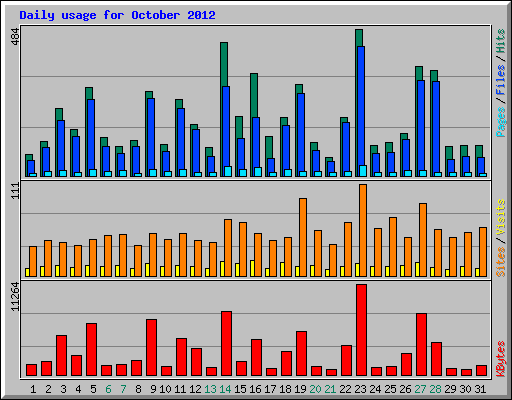 Daily usage for October 2012
484
Pages / Files / Hits
111
Sites / Visits
11264
KBytes
1 2 3 4 5 6 7 8 9 10 11 12 13 14 15 16 17 18 19 20 21 22 23 24 25 26 27 28 29 30 31